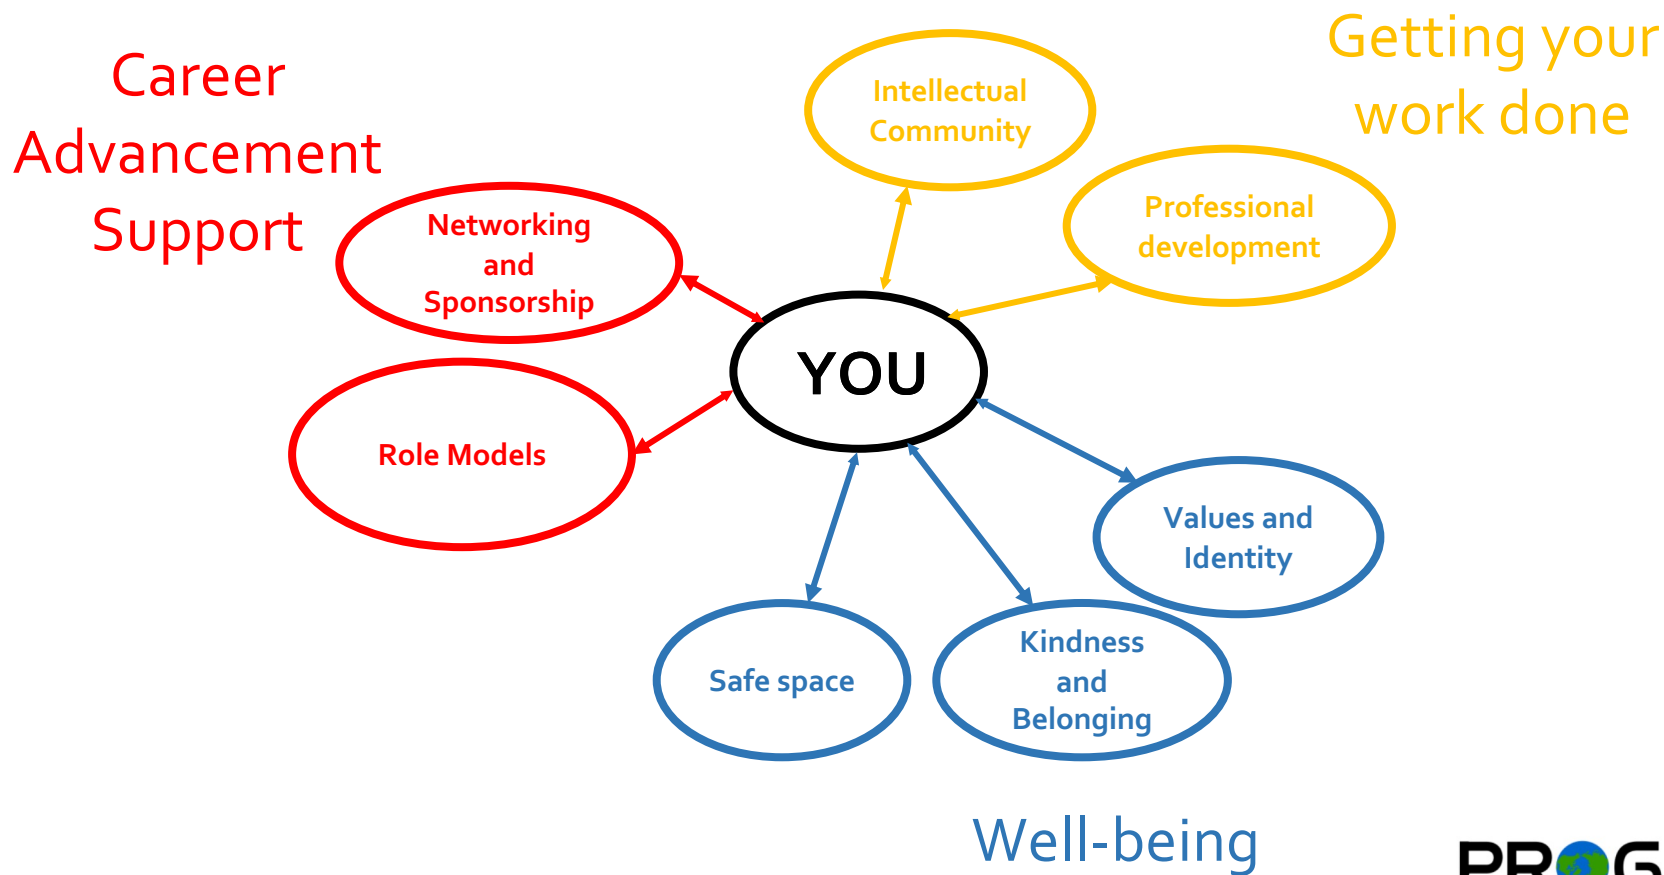 Career
Advancement
Support
Getting your
work done
Intellectual
Community
Professional
development
Networking
and
Sponsorship
YOU
Role Models
Values and
Identity
Kindness
and
Belonging
Safe space
Well-being
PROG